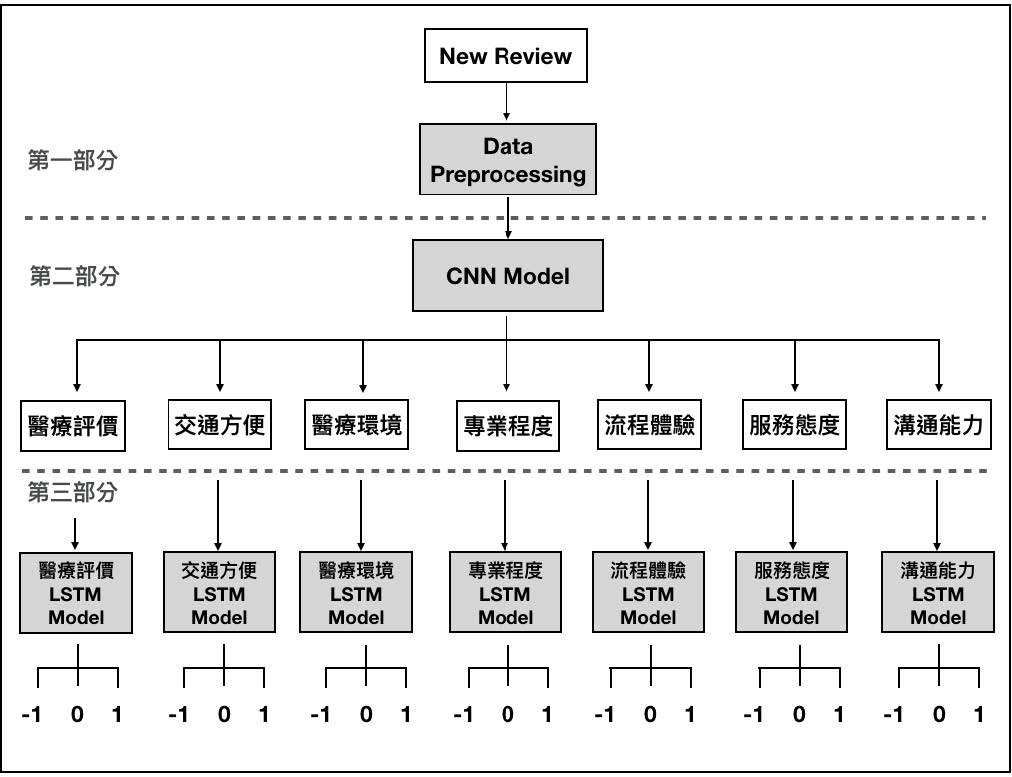 New Review
第一部分
Data
Preprocessing
第二部分
CNN Model
醫療評價
交通方便
醫療環境
專業程度
流程體驗
服務態度
溝通能力
第三部分
醫療評價
LSTM
Model
交通方便
LSTM
Model
醫療環境
LSTM
Model
專業程度
LSTM
Model
流程體驗
LSTM
Model
服務態度
LSTM
Model
溝通能力
LSTM
Model
-1 0 1
-1 0 1
-1 0 1
-1 0 1
-1 0 1
-1 0 1
-1 0 1